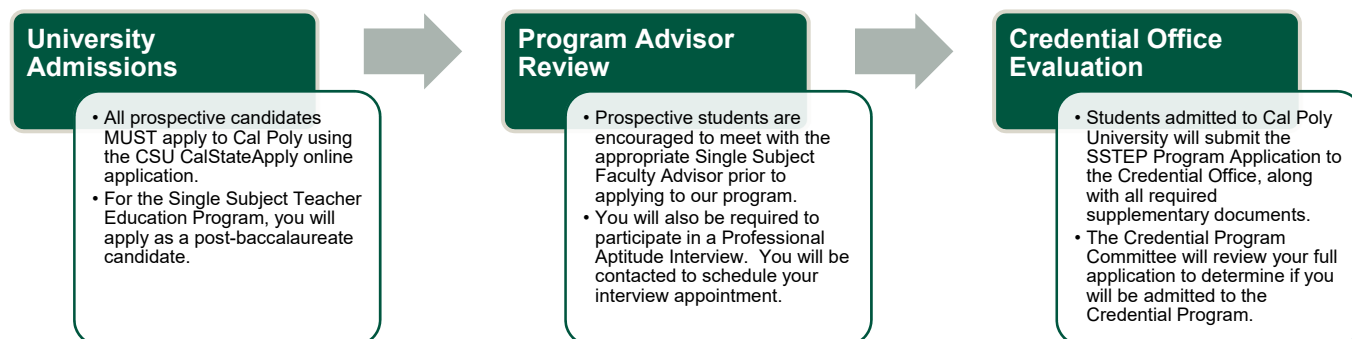 University
Admissions
• All prospective candidates
MUST apply to Cal Poly using
the CSU CalStateApply online
application.
• For the Single Subject Teacher
Education Program, you will
apply as a post-baccalaureate
candidate.
Program Advisor
Review
• Prospective students are
encouraged to meet with the
appropriate Single Subject
Faculty Advisor prior to
applying to our program.
• You will also be required to
participate in a Professional
Aptitude Interview.  You will be
contacted to schedule your
interview appointment.
Credential Office
Evaluation
• Students admitted to Cal Poly
University will submit the
SSTEP Program Application to
the Credential Office, along
with all required
supplementary documents.
• The Credential Program
Committee will review your full
application to determine if you
will be admitted to the
Credential Program.